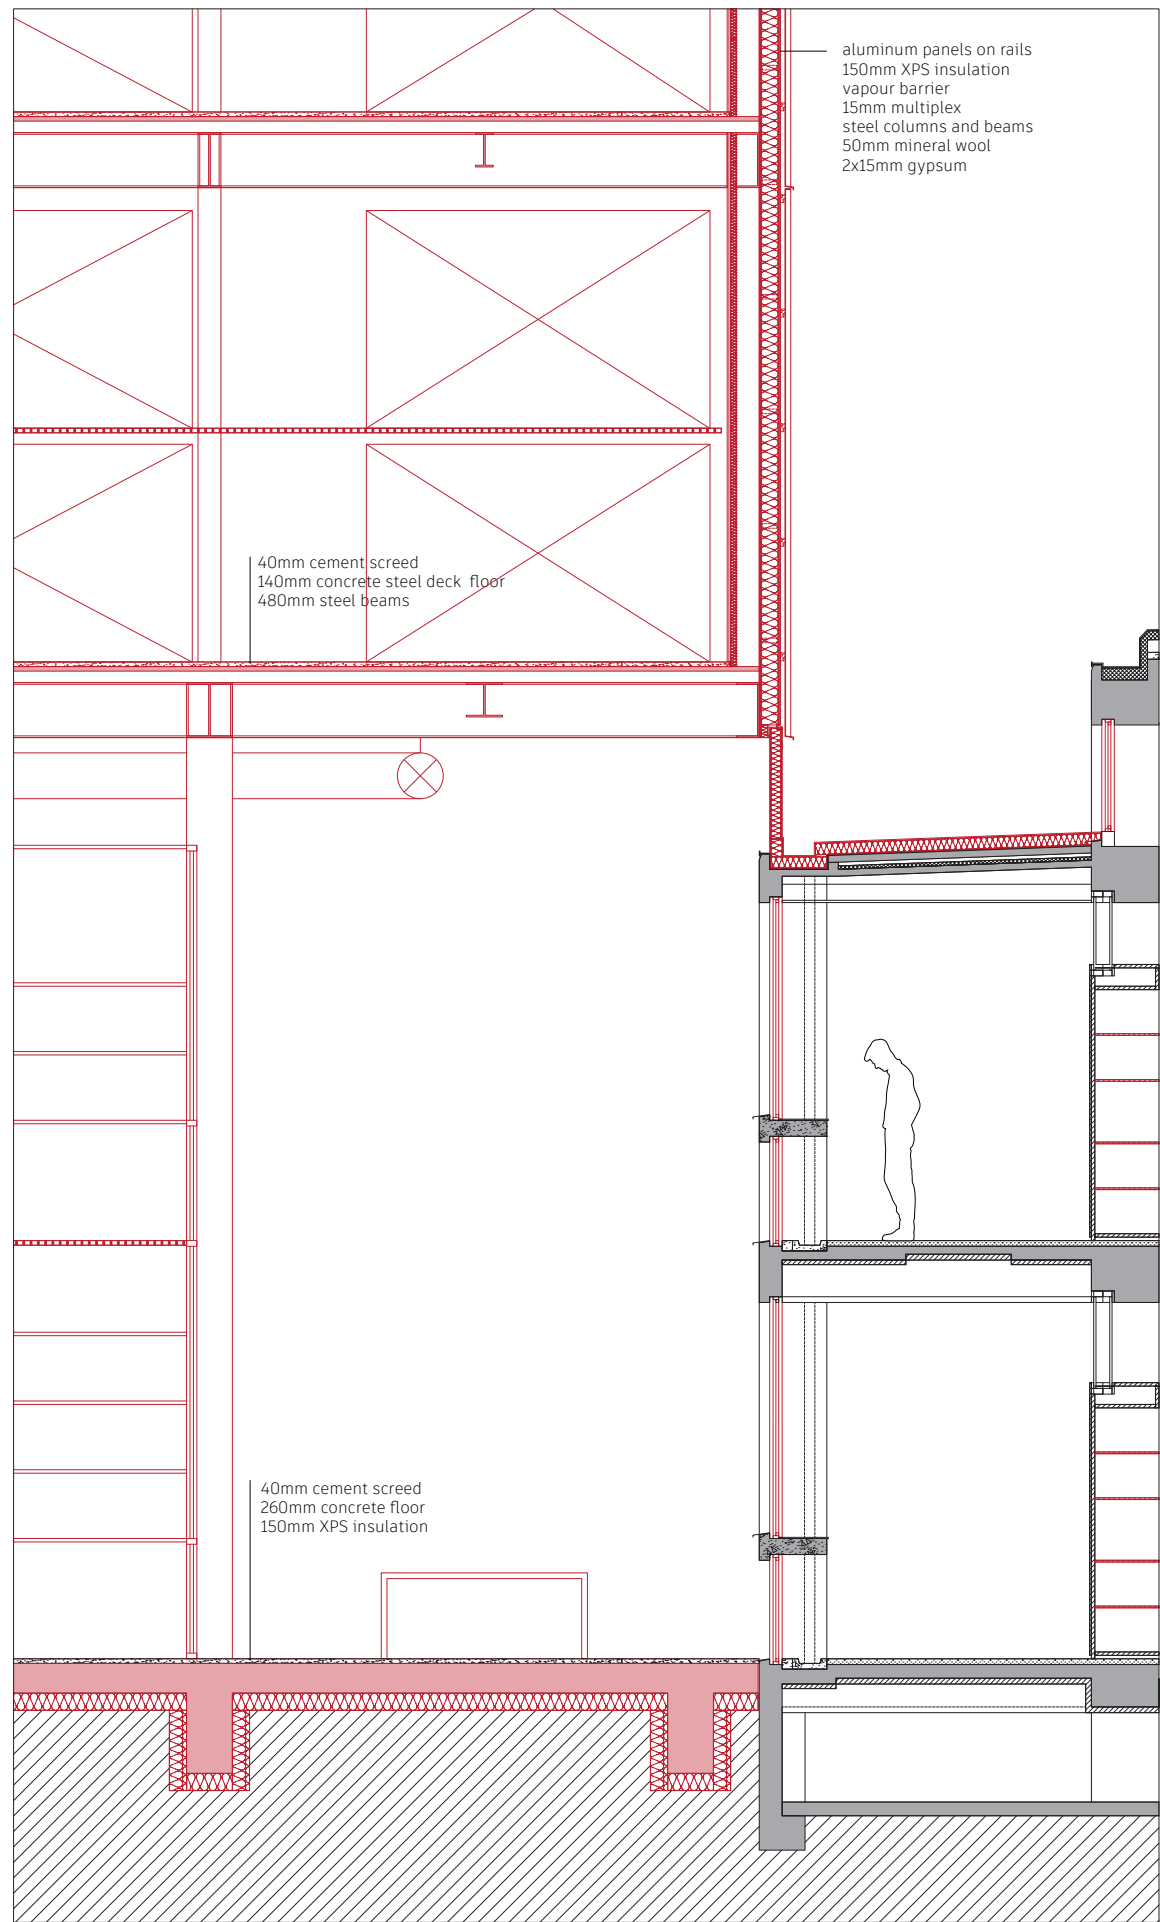 aluminum panels on rails
150mm XPS insulation
vapour barrier
15mm multiplex
steel columns and beams
50mm mineral wool
2x15mm gypsum
40mm cement screed
140mm concrete steel deck floor
480mm steel beams
40mm cement screed
260mm concrete floor
150mm XPS insulation